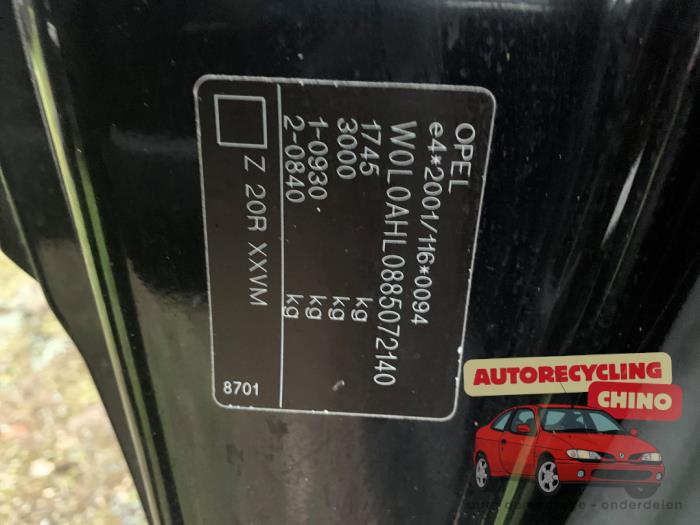 OPEL
e4*2001/116*0094
W0L0AHL0885072140
1745 kg
3000 kg
1-0930 kg
2-0840 kg
Z 20R XXVM
8701
AUTORECYCLING
CHINO
- onderdelen